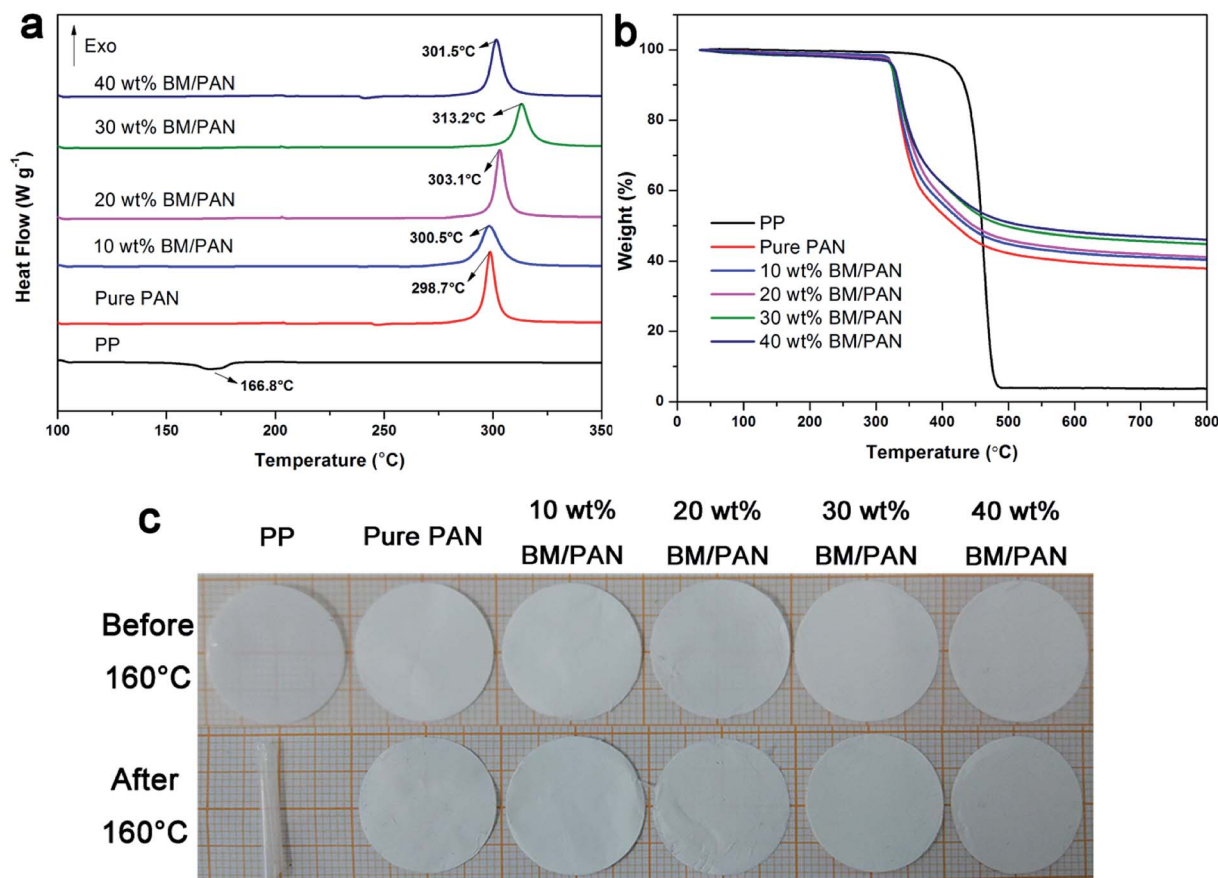 a
Exo
40 wt% BM/PAN
301.5°C
30 wt% BM/PAN
313.2°C
20 wt% BM/PAN
303.1°C
10 wt% BM/PAN
300.5°C
Pure PAN
298.7°C
PP
166.8°C
Heat Flow (W g⁻¹)
100
150
200
250
300
350
Temperature (°C)
b
100
80
60
40
20
0
Weight (%)
PP
Pure PAN
10 wt% BM/PAN
20 wt% BM/PAN
30 wt% BM/PAN
40 wt% BM/PAN
0
100
200
300
400
500
600
700
800
Temperature (°C)
c
PP
Pure PAN
10 wt%
BM/PAN
20 wt%
BM/PAN
30 wt%
BM/PAN
40 wt%
BM/PAN
Before
160°C
After
160°C